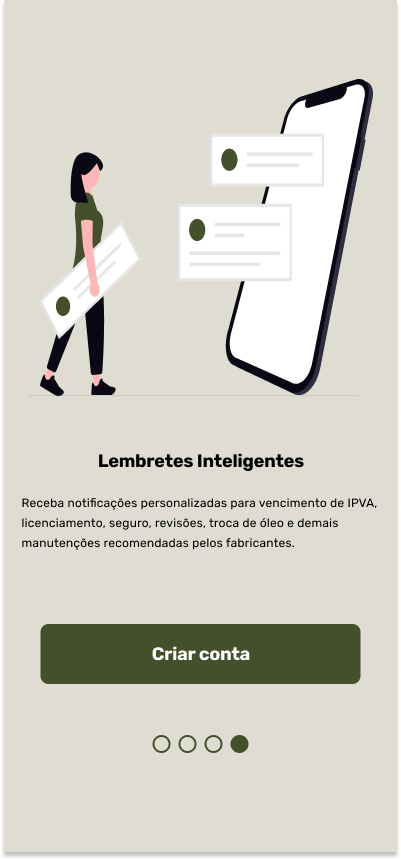 Lembretes Inteligentes
Receba notificações personalizadas para vencimento de IPVA,
licenciamento, seguro, revisões, troca de óleo e demais
manutenções recomendadas pelos fabricantes.
Criar conta